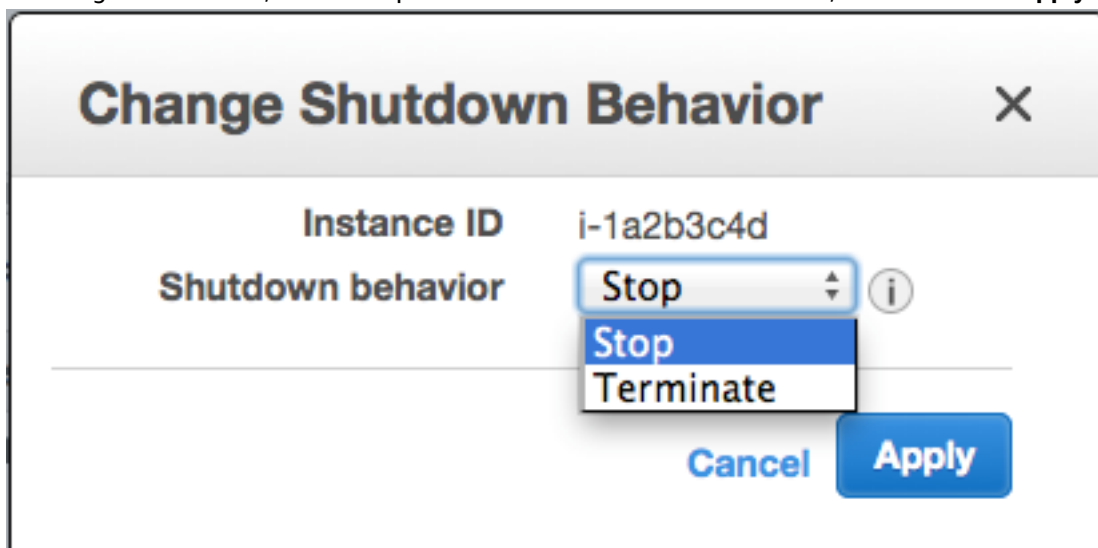 Change Shutdown Behavior
Instance ID i-1a2b3c4d
Shutdown behavior Stop i
Stop
Terminate
Cancel Apply